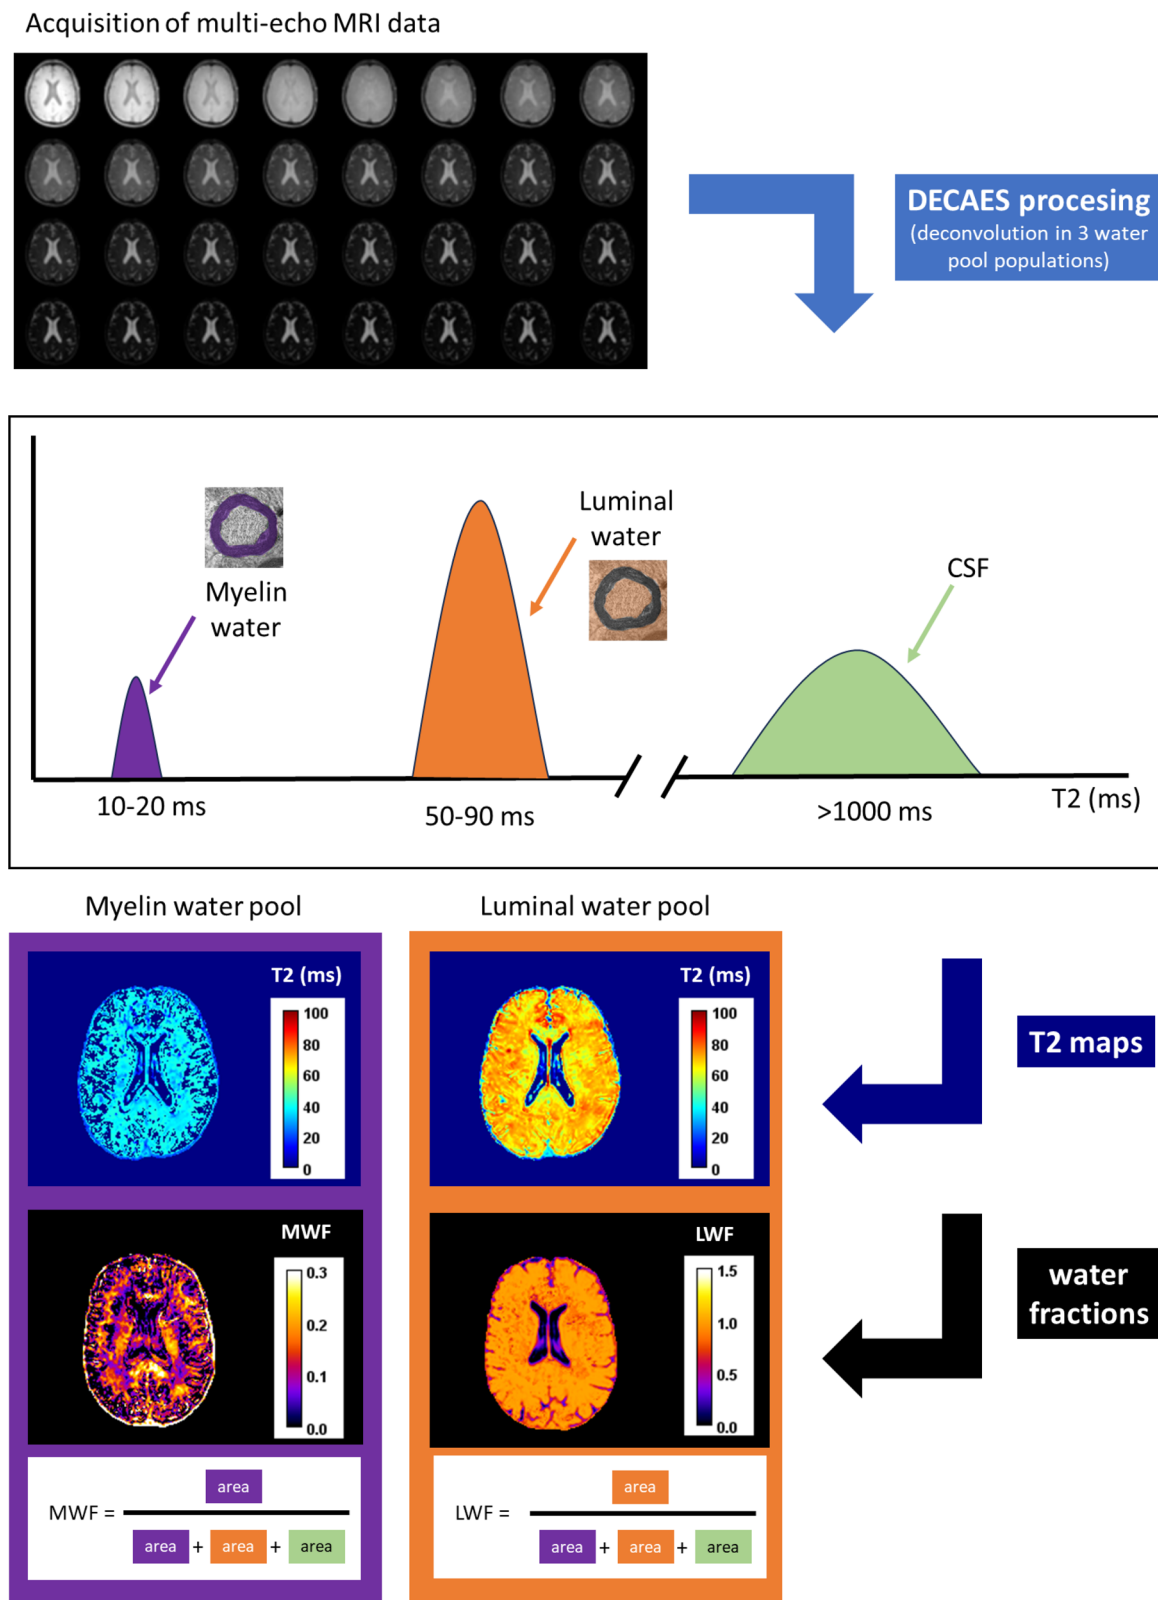 Acquisition of multi-echo MRI data
DECAES procesing
(deconvolution in 3 water
pool populations)
Myelin
water
Luminal
water
CSF
10-20 ms
50-90 ms
>1000 ms
T2 (ms)
Myelin water pool
Luminal water pool
T2 (ms)
100
80
60
40
20
0
T2 (ms)
100
80
60
40
20
0
T2 maps
MWF
0.3
0.2
0.1
0.0
LWF
1.5
1.0
0.5
0.0
water
fractions
area
MWF =
area + area + area
area
LWF =
area + area + area